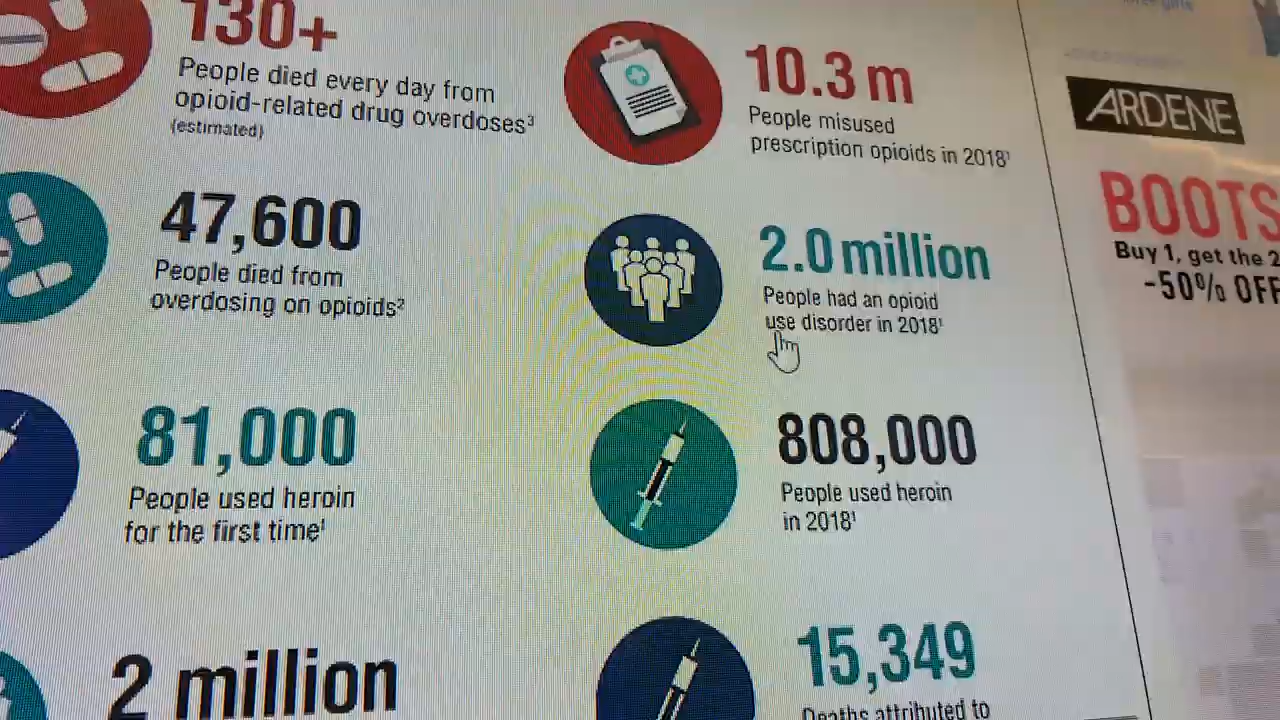 130+
People died every day from
opioid-related drug overdoses³
(estimated)
10.3 m
People misused
prescription opioids in 2018¹
47,600
People died from
overdosing on opioids²
2.0 million
People had an opioid
use disorder in 2018¹
81,000
People used heroin
for the first time¹
808,000
People used heroin
in 2018¹
2 million
15,349
Deaths attributed to
ARDENE
BOOTS
Buy 1, get the 2
-50% OFF